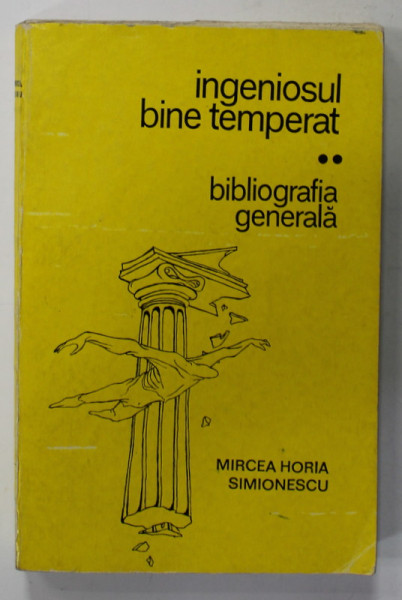 ingeniosul
bine temperat
••
bibliografia
generală
MIRCEA HORIA
SIMIONESCU